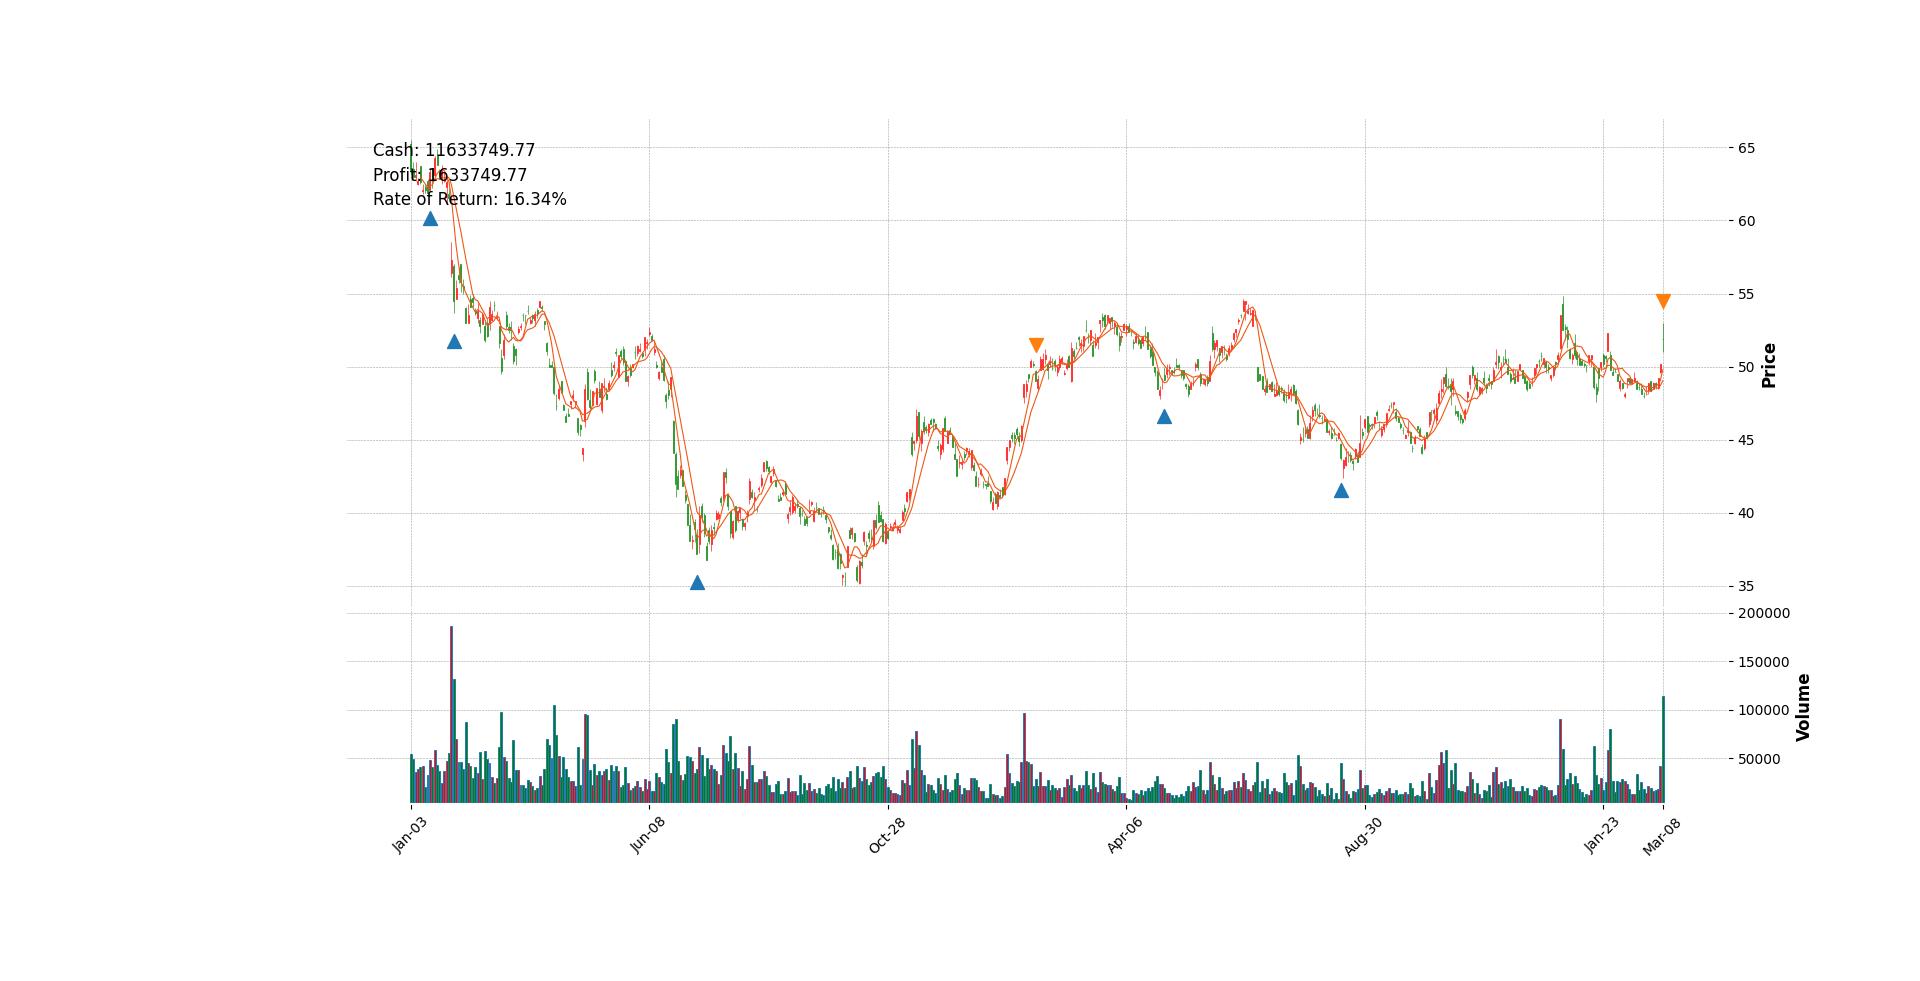 Cash: 11633749.77
Profit: 1633749.77
Rate of Return: 16.34%
65
60
55
50
45
40
35
Price
200000
150000
100000
50000
Volume
Jan-03
Jun-08
Oct-28
Apr-06
Aug-30
Jan-23
Mar-08